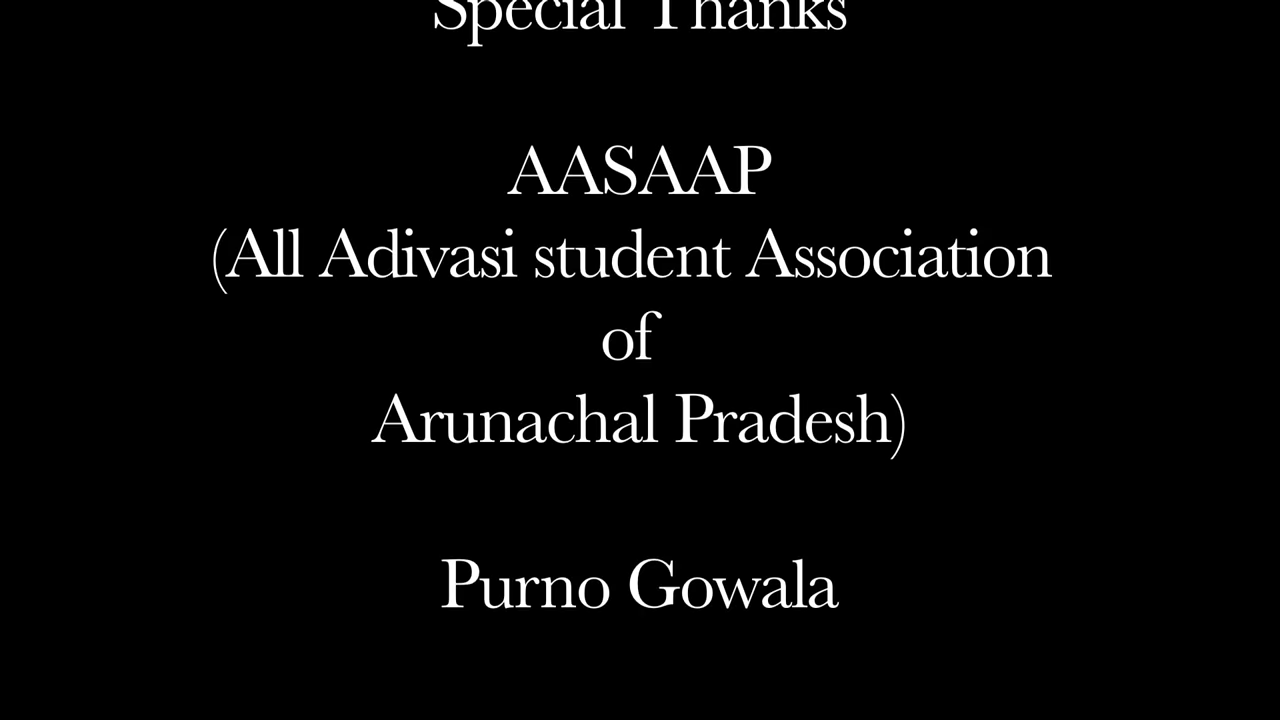 Special Thanks
AASAAP
(All Adivasi student Association
of
Arunachal Pradesh)
Purno Gowala